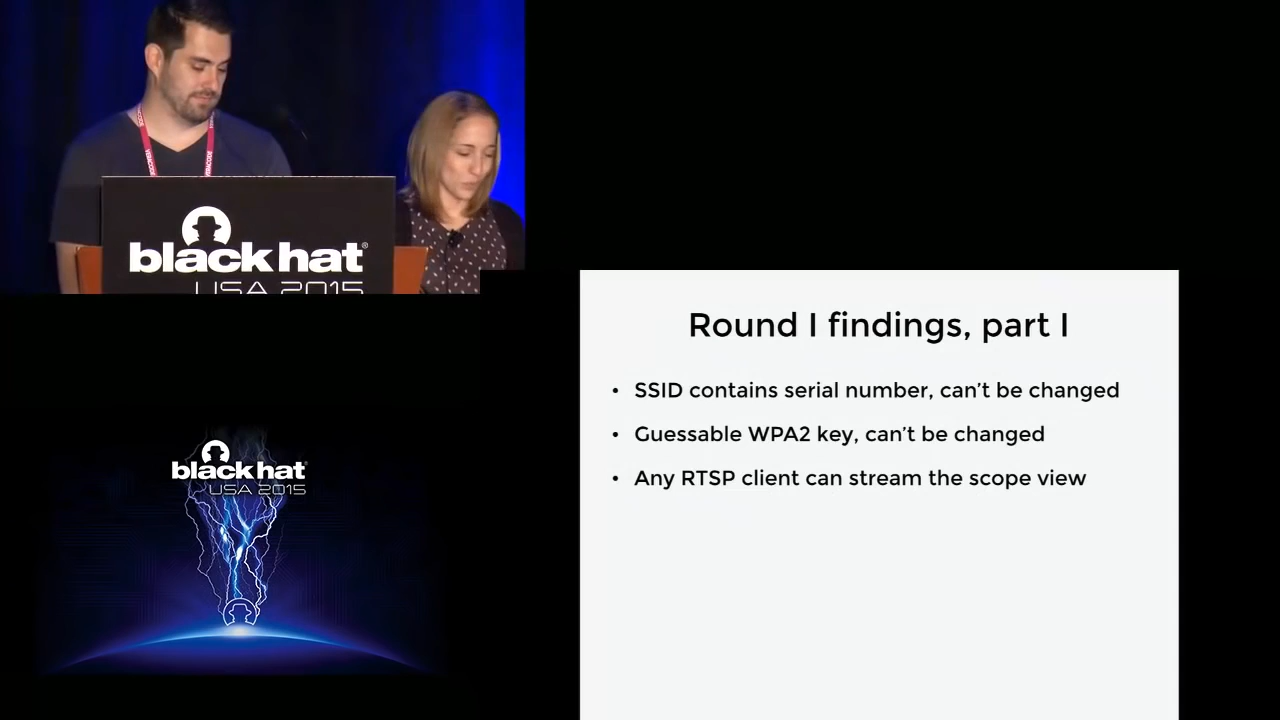 VERACODE
black hat®
USA 2015
Round I findings, part I
• SSID contains serial number, can't be changed
• Guessable WPA2 key, can't be changed
• Any RTSP client can stream the scope view
black hat®
USA 2015